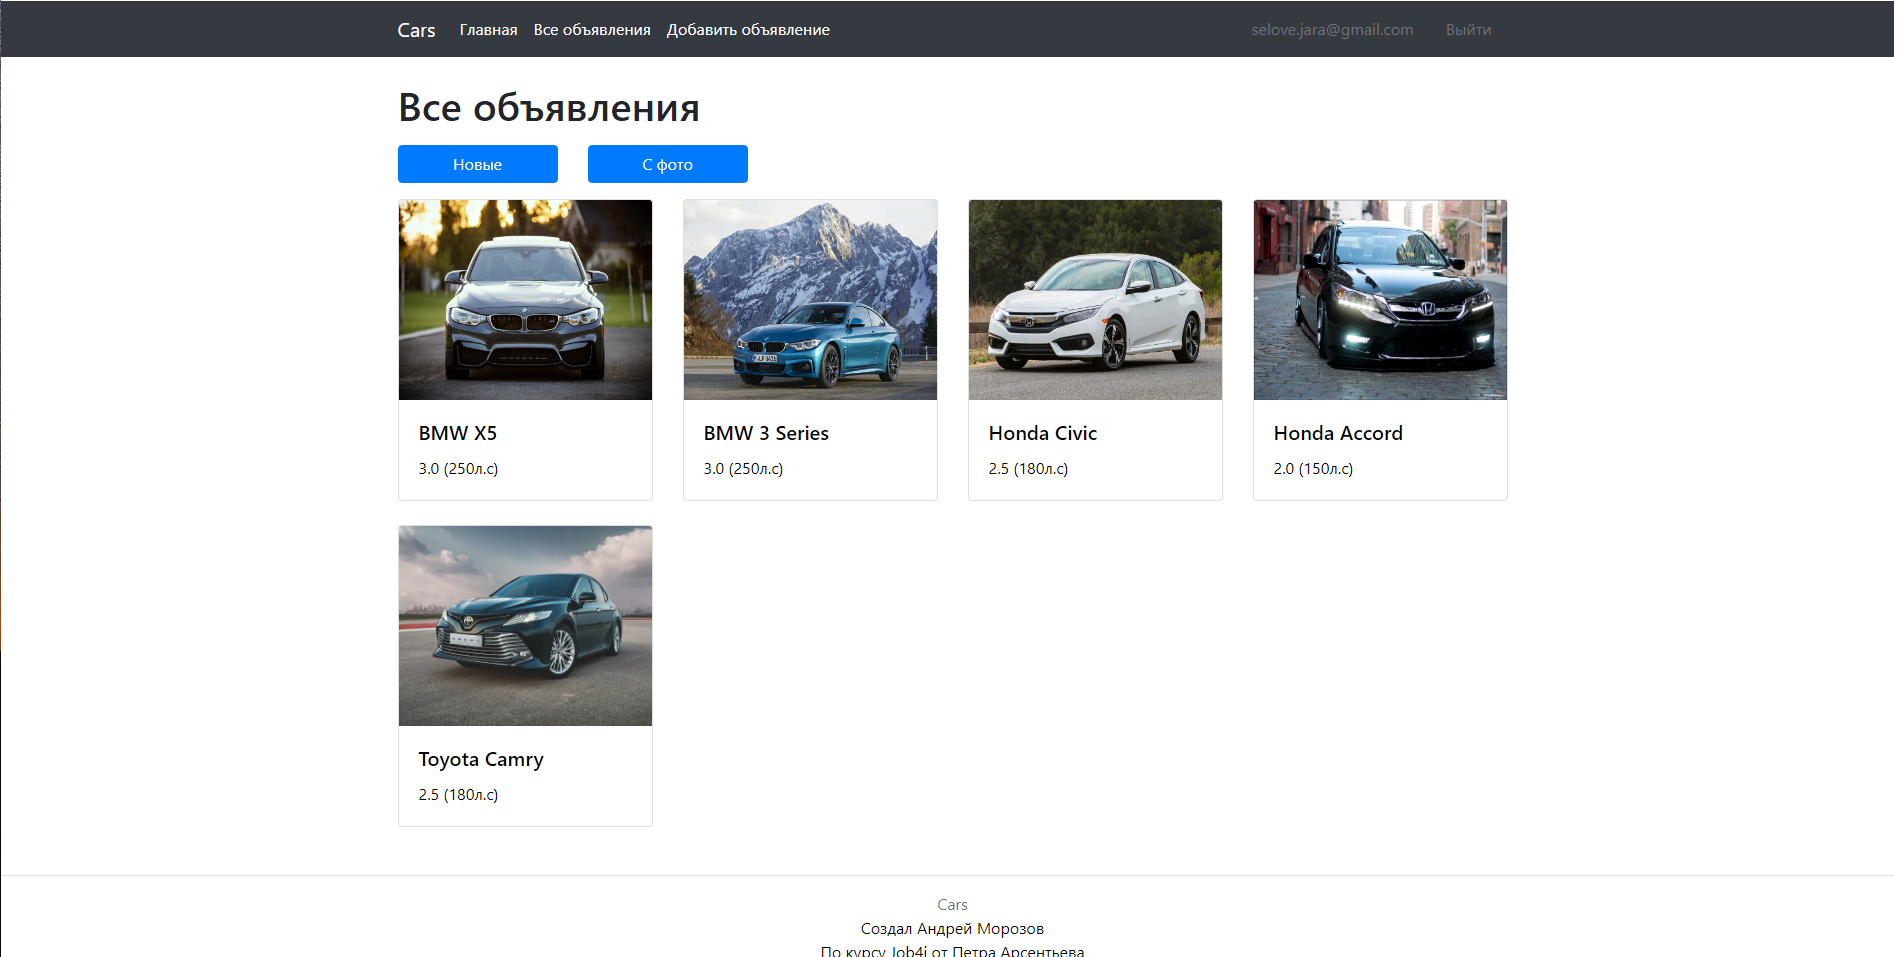 Cars Главная Все объявления Добавить объявление selove.jara@gmail.com Выйти
Все объявления
Новые С фото
BMW X5 BMW 3 Series Honda Civic Honda Accord
3.0 (250л.с) 3.0 (250л.с) 2.5 (180л.с) 2.0 (150л.с)
Toyota Camry
2.5 (180л.с)
Cars
Создал Андрей Морозов
По курсу Job4j от Петра Арсентьева